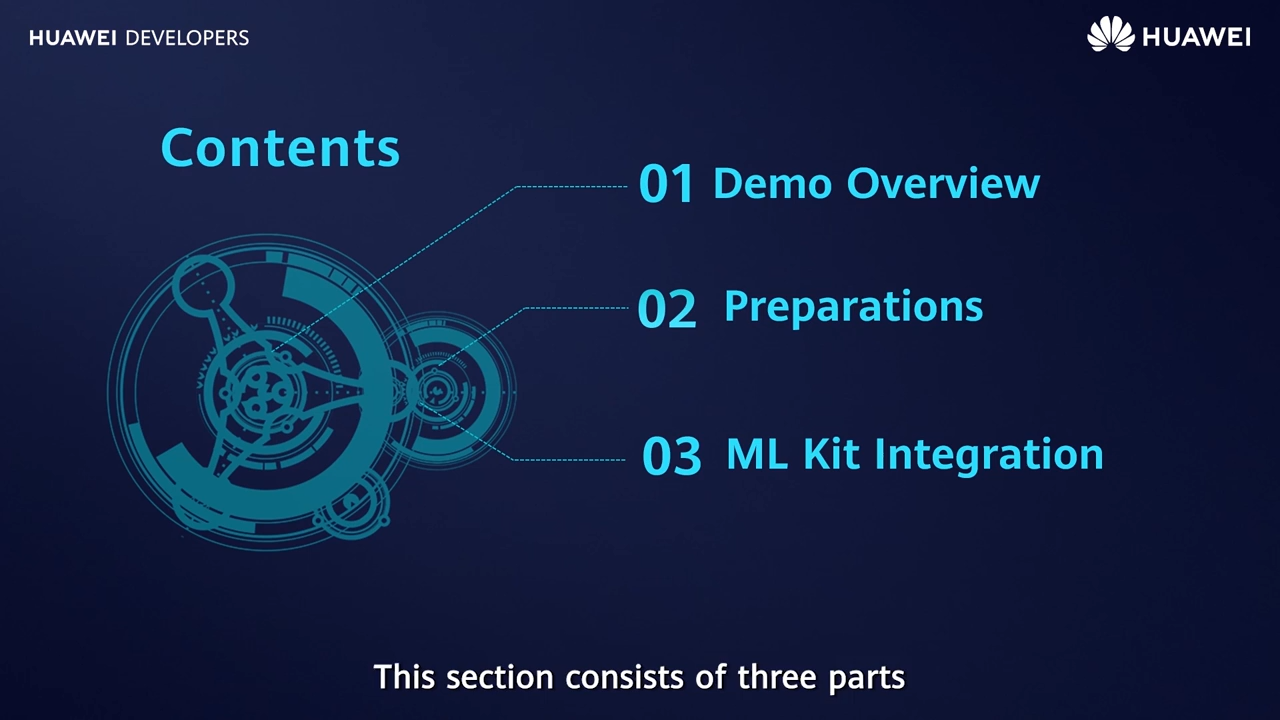 HUAWEI DEVELOPERS
HUAWEI
Contents
01 Demo Overview
02 Preparations
03 ML Kit Integration
This section consists of three parts